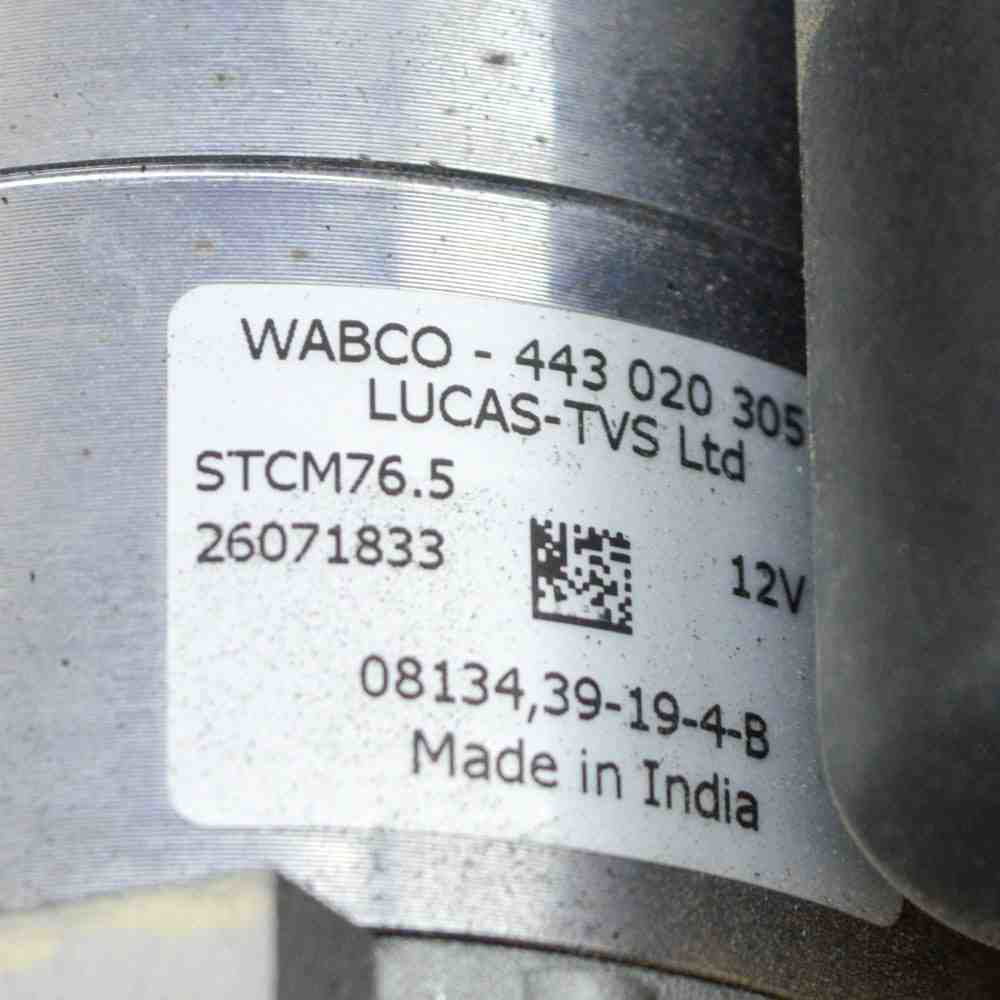 WABCO - 443 020 305
LUCAS-TVS Ltd
STCM76.5
26071833
12V
08134,39-19-4-B
Made in India